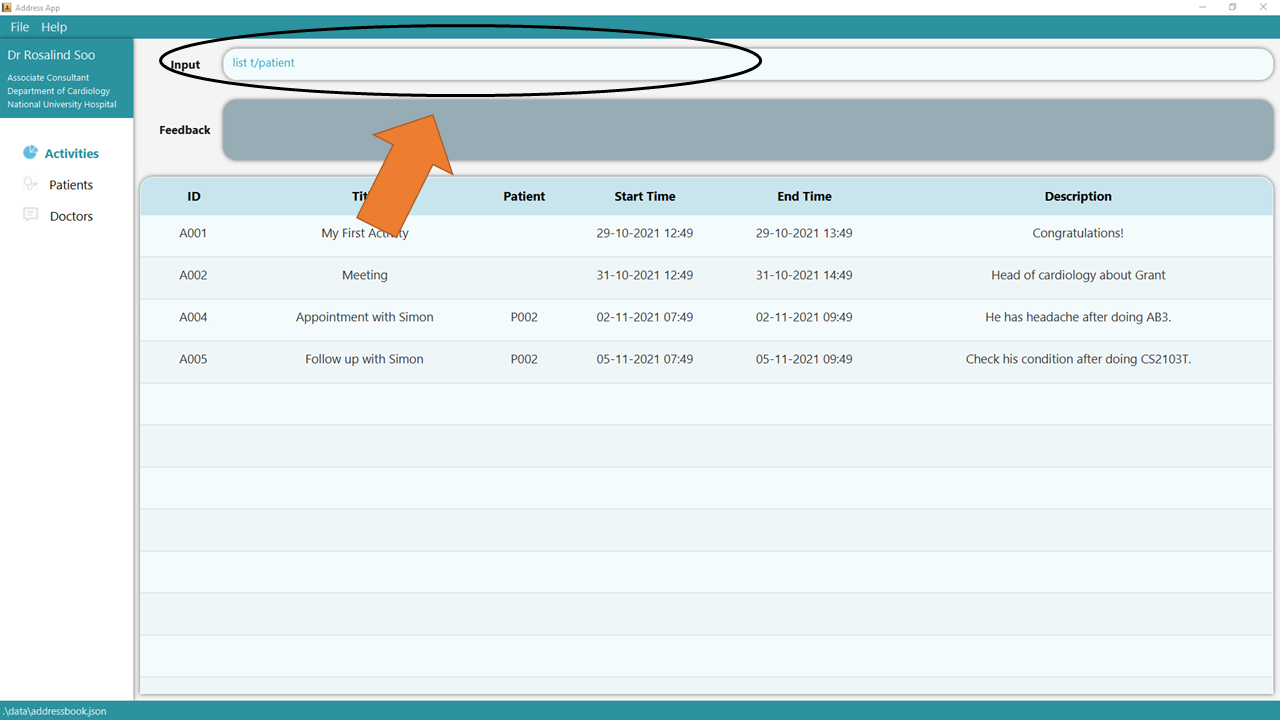 Address App
File Help
Dr Rosalind Soo
Associate Consultant
Department of Cardiology
National University Hospital
Activities
Patients
Doctors
Input list t/patient
Feedback
ID Tit Patient Start Time End Time Description
A001 My First Activity 29-10-2021 12:49 29-10-2021 13:49 Congratulations!
A002 Meeting 31-10-2021 12:49 31-10-2021 14:49 Head of cardiology about Grant
A004 Appointment with Simon P002 02-11-2021 07:49 02-11-2021 09:49 He has headache after doing AB3.
A005 Follow up with Simon P002 05-11-2021 07:49 05-11-2021 09:49 Check his condition after doing CS2103T.
.\data\addressbook.json